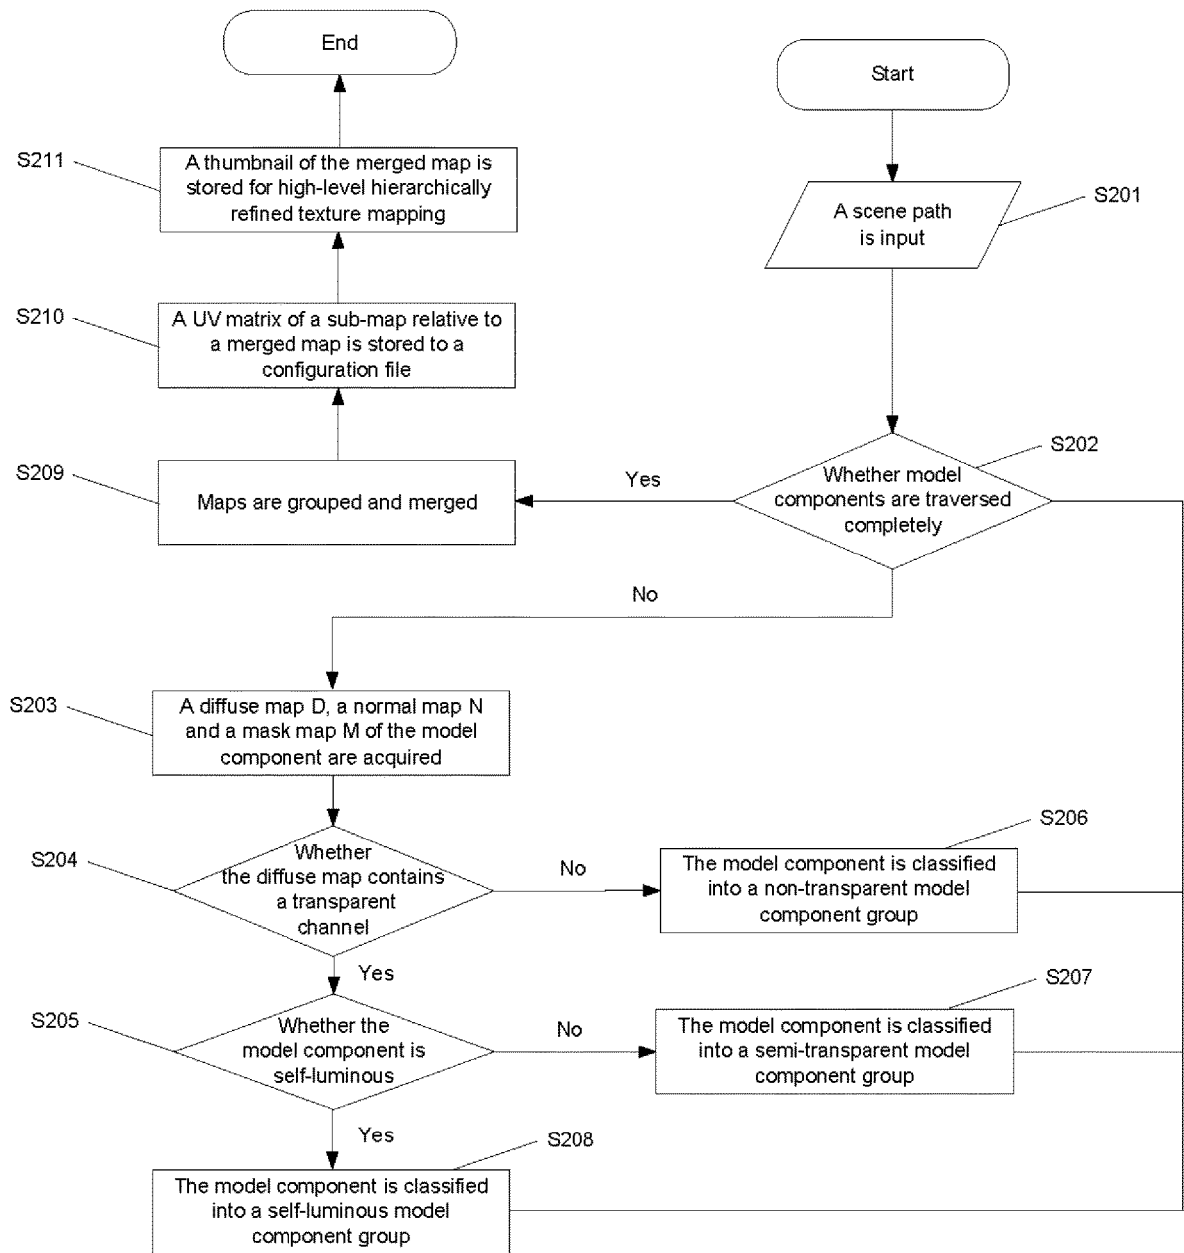 End
Start
S211
A thumbnail of the merged map is
stored for high-level hierarchically
refined texture mapping
S201
A scene path
is input
S210
A UV matrix of a sub-map relative to
a merged map is stored to a
configuration file
S202
Whether model
components are traversed
completely
S209
Maps are grouped and merged
Yes
No
S203
A diffuse map D, a normal map N
and a mask map M of the model
component are acquired
S204
Whether
the diffuse map contains
a transparent
channel
No
S206
The model component is classified
into a non-transparent model
component group
Yes
S205
Whether the
model component is
self-luminous
No
S207
The model component is classified
into a semi-transparent model
component group
Yes
S208
The model component is classified
into a self-luminous model
component group